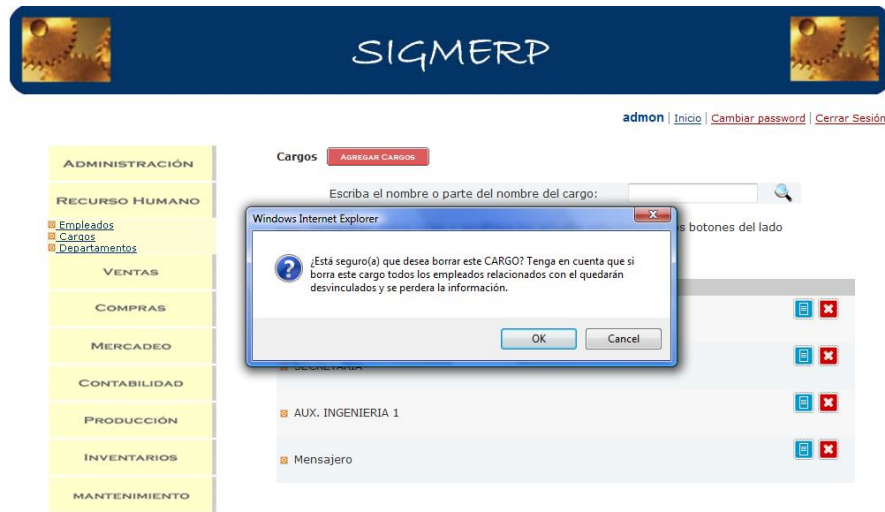 SIGMERP
admon | Inicio | Cambiar password | Cerrar Sesión
ADMINISTRACIÓN
RECURSO HUMANO
Empleados
Cargos
Departamentos
VENTAS
COMPRAS
MERCADEO
CONTABILIDAD
PRODUCCIÓN
INVENTARIOS
MANTENIMIENTO
Cargos AGREGAR CARGOS
Escriba el nombre o parte del nombre del cargo:
botones del lado
Windows Internet Explorer
¿Está seguro(a) que desea borrar este CARGO? Tenga en cuenta que si
borra este cargo todos los empleados relacionados con el quedarán
desvinculados y se perdera la información.
OK Cancel
SECRETARIA
AUX. INGENIERIA 1
Mensajero